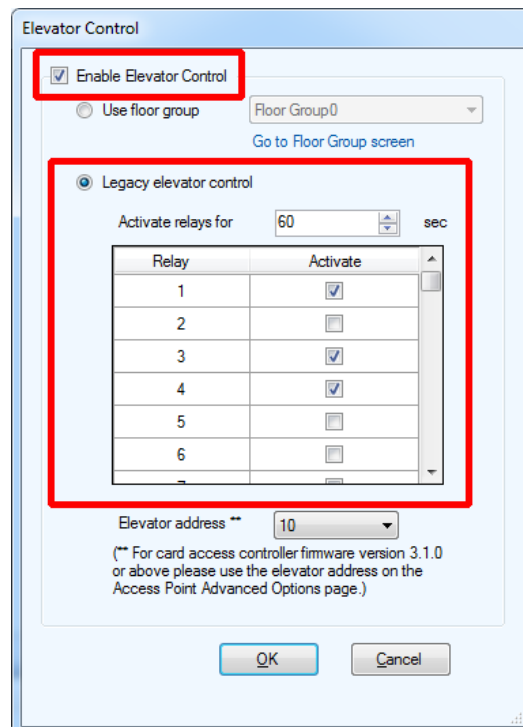 Elevator Control
Enable Elevator Control
Use floor group Floor Group0
Go to Floor Group screen
Legacy elevator control
Activate relays for 60 sec
Relay Activate
1
2
3
4
5
6
Elevator address ** 10
(** For card access controller firmware version 3.1.0
or above please use the elevator address on the
Access Point Advanced Options page.)
OK Cancel